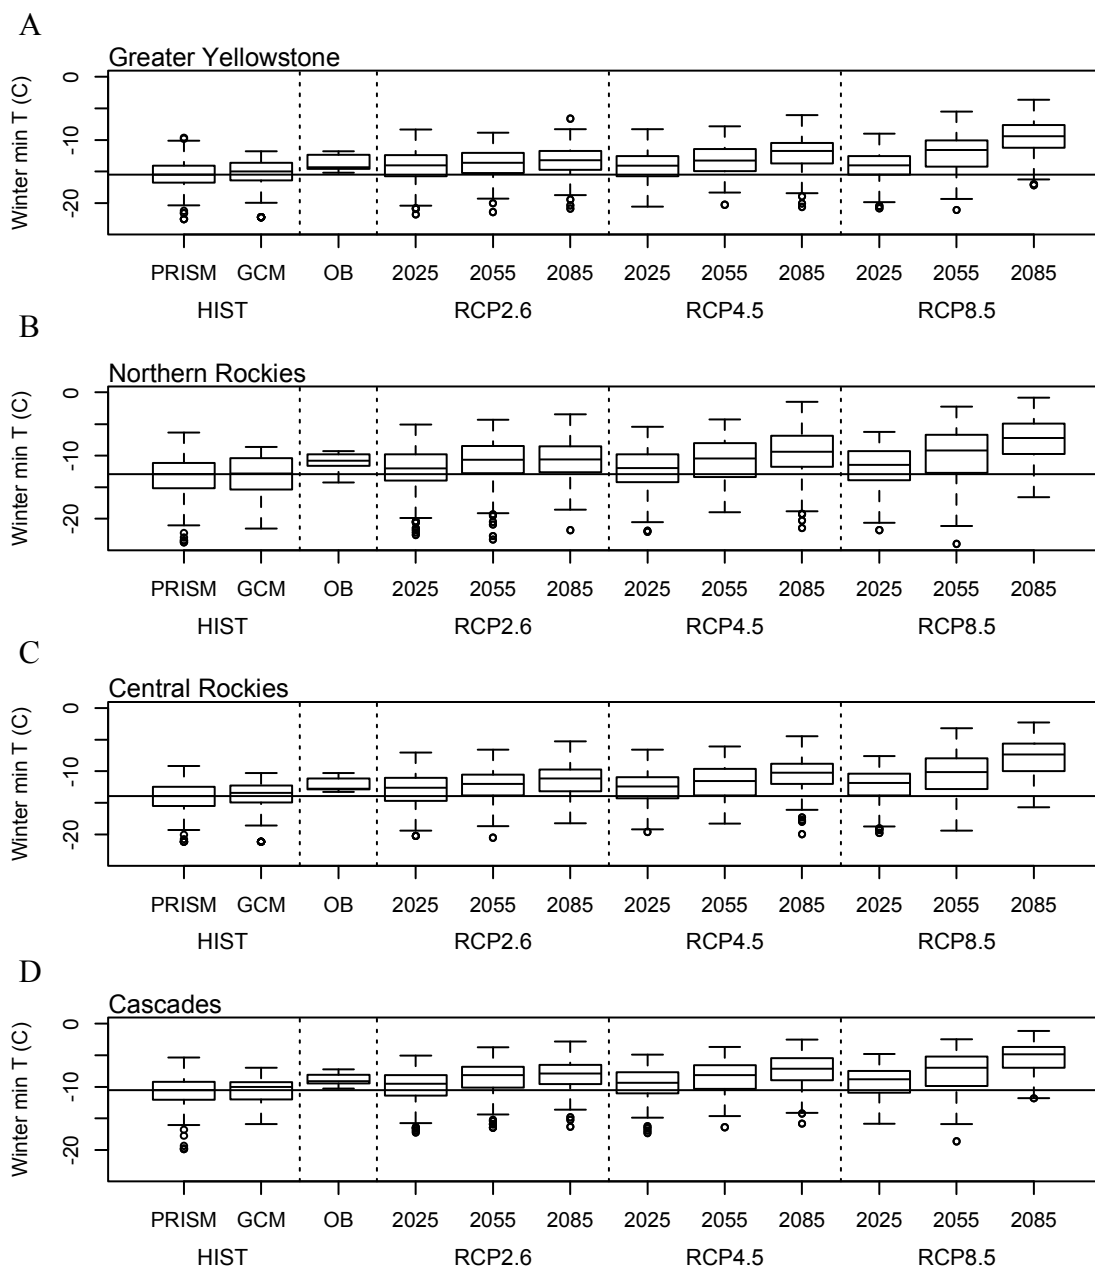 A
Greater Yellowstone
Winter min T (C)
0
-10
-20
PRISM GCM OB 2025 2055 2085 2025 2055 2085 2025 2055 2085
HIST RCP2.6 RCP4.5 RCP8.5
B
Northern Rockies
Winter min T (C)
0
-10
-20
PRISM GCM OB 2025 2055 2085 2025 2055 2085 2025 2055 2085
HIST RCP2.6 RCP4.5 RCP8.5
C
Central Rockies
Winter min T (C)
0
-10
-20
PRISM GCM OB 2025 2055 2085 2025 2055 2085 2025 2055 2085
HIST RCP2.6 RCP4.5 RCP8.5
D
Cascades
Winter min T (C)
0
-10
-20
PRISM GCM OB 2025 2055 2085 2025 2055 2085 2025 2055 2085
HIST RCP2.6 RCP4.5 RCP8.5